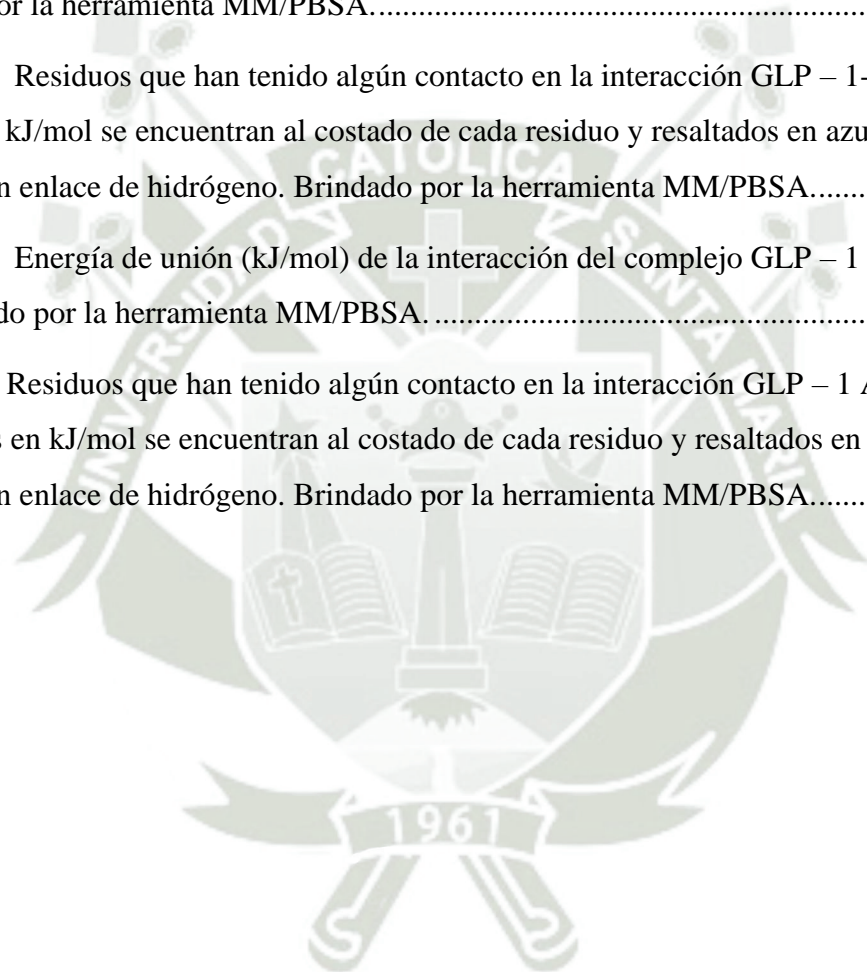 or la herramienta MM/PBSA.............................................................
Residuos que han tenido algún contacto en la interacción GLP – 1-
kJ/mol se encuentran al costado de cada residuo y resaltados en azu
n enlace de hidrógeno. Brindado por la herramienta MM/PBSA.......
Energía de unión (kJ/mol) de la interacción del complejo GLP – 1
do por la herramienta MM/PBSA. ....................................................
Residuos que han tenido algún contacto en la interacción GLP – 1 A
s en kJ/mol se encuentran al costado de cada residuo y resaltados en
n enlace de hidrógeno. Brindado por la herramienta MM/PBSA.......
UNIVERSIDAD CATOLICA SANTA MARI
1961